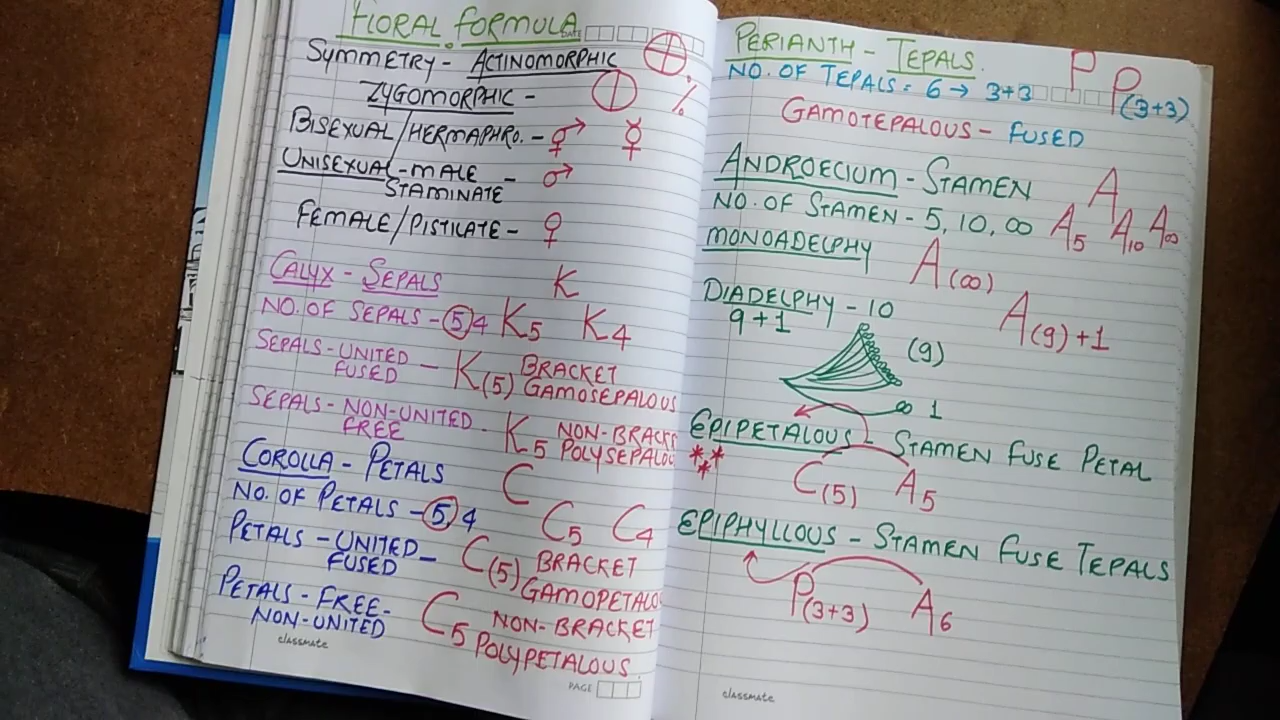 FLORAL FORMULA
SYMMETRY - ACTINOMORPHIC ⊕
ZYGOMORPHIC - %
BISEXUAL/HERMAPHRO. - ⚥ ☿
UNISEXUAL - MALE - ♂
STAMINATE
FEMALE/PISTILATE - ♀
CALYX - SEPALS K
NO. OF SEPALS - 5 4 K5 K4
SEPALS - UNITED - K(5) BRACKET
FUSED GAMOSEPALOUS
SEPALS - NON-UNITED - K5 NON-BRACK
FREE POLYSEPALOU
COROLLA - PETALS C
NO. OF PETALS - 5 4 C5 C4
PETALS - UNITED - C(5) BRACKET
FUSED GAMOPETALO
PETALS - FREE - C5 NON-BRACKET
NON-UNITED POLYPETALOUS
classmate
PAGE
PERIANTH - TEPALS. P
NO. OF TEPALS = 6 → 3+3 P(3+3)
GAMOTEPALOUS - FUSED
ANDROECIUM - STAMEN A
NO. OF STAMEN - 5, 10, ∞ A5 A10 A∞
MONOADELPHY A(∞)
DIADELPHY - 10 A(9)+1
9+1
(9)
1
EPIPETALOUS - STAMEN FUSE PETAL
*** C(5) A5
EPIPHYLLOUS - STAMEN FUSE TEPALS
P(3+3) A6
classmate